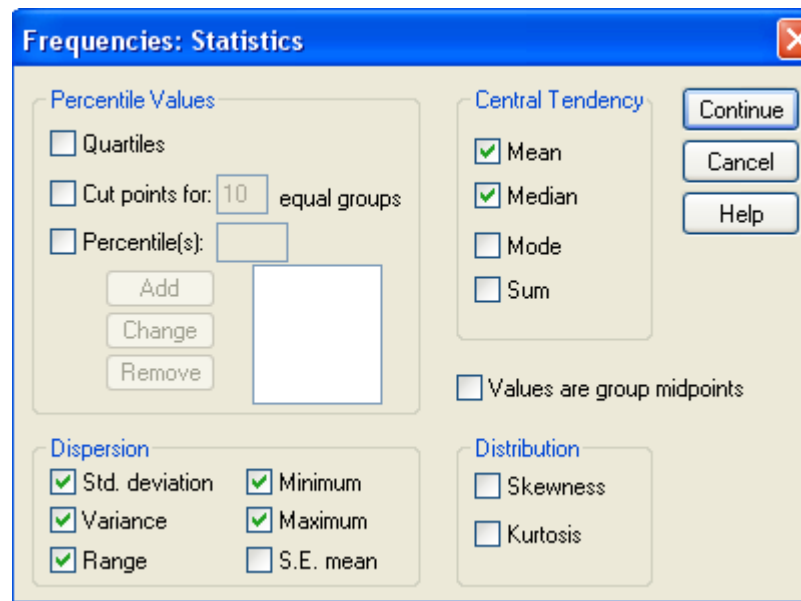 Frequencies: Statistics
Percentile Values
Quartiles
Cut points for: 10 equal groups
Percentile(s):
Add
Change
Remove
Central Tendency
Mean
Median
Mode
Sum
Continue
Cancel
Help
Values are group midpoints
Dispersion
Std. deviation Minimum
Variance Maximum
Range S.E. mean
Distribution
Skewness
Kurtosis